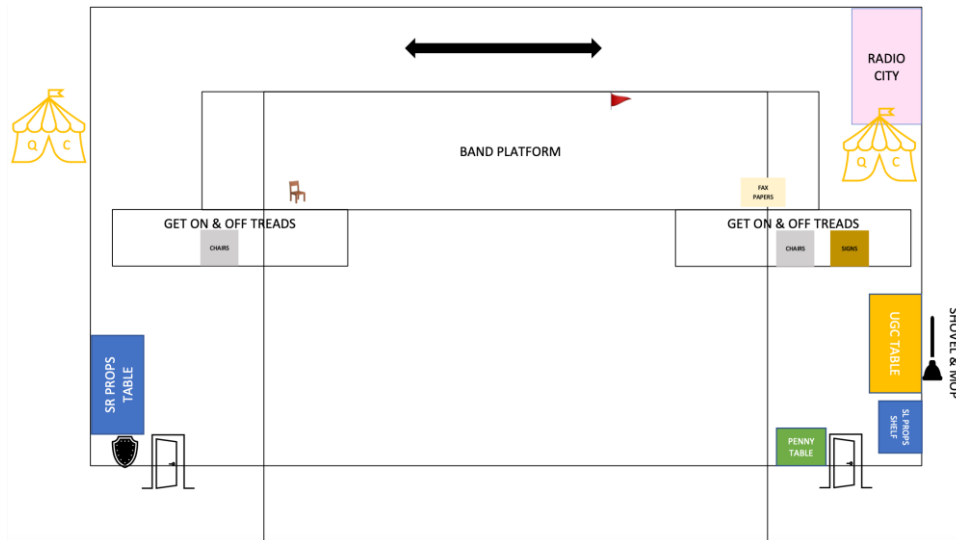 RADIO
CITY
Q C
Q C
BAND PLATFORM
FAX
PAPERS
GET ON & OFF TREADS
CHAIRS
GET ON & OFF TREADS
CHAIRS
SIGNS
SR PROPS
TABLE
UGC TABLE
SHOVEL & MOP
SL PROPS
SHELF
PENNY
TABLE